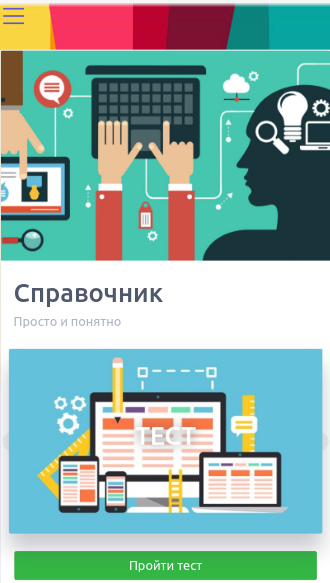 Справочник
Просто и понятно
ТЕСТ
Пройти тест